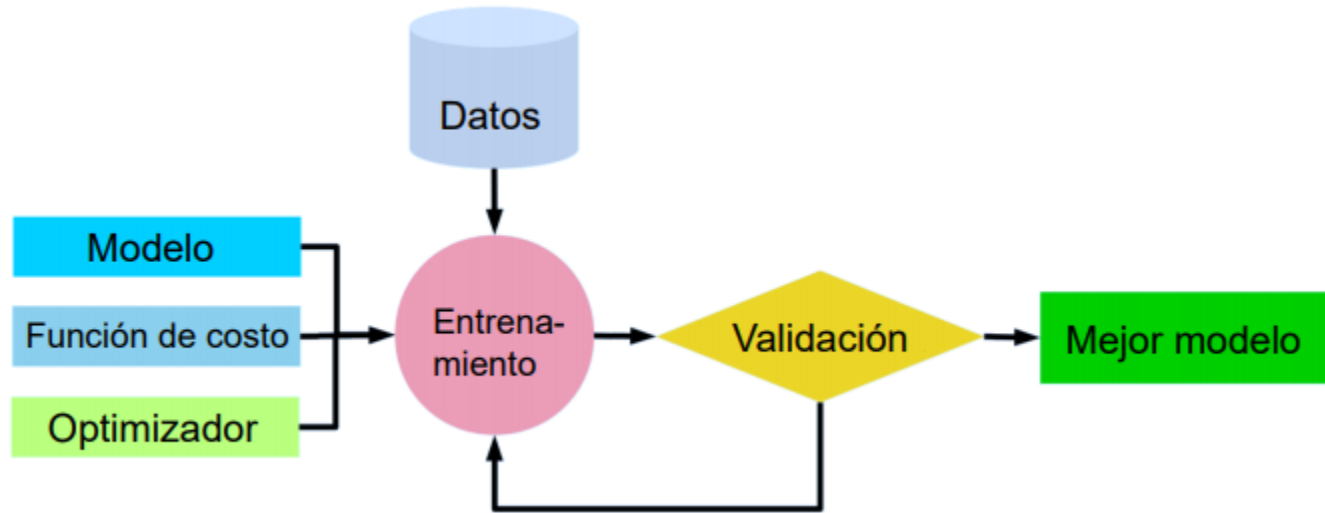 Datos
Modelo
Función de costo
Optimizador
Entrena-
miento
Validación
Mejor modelo